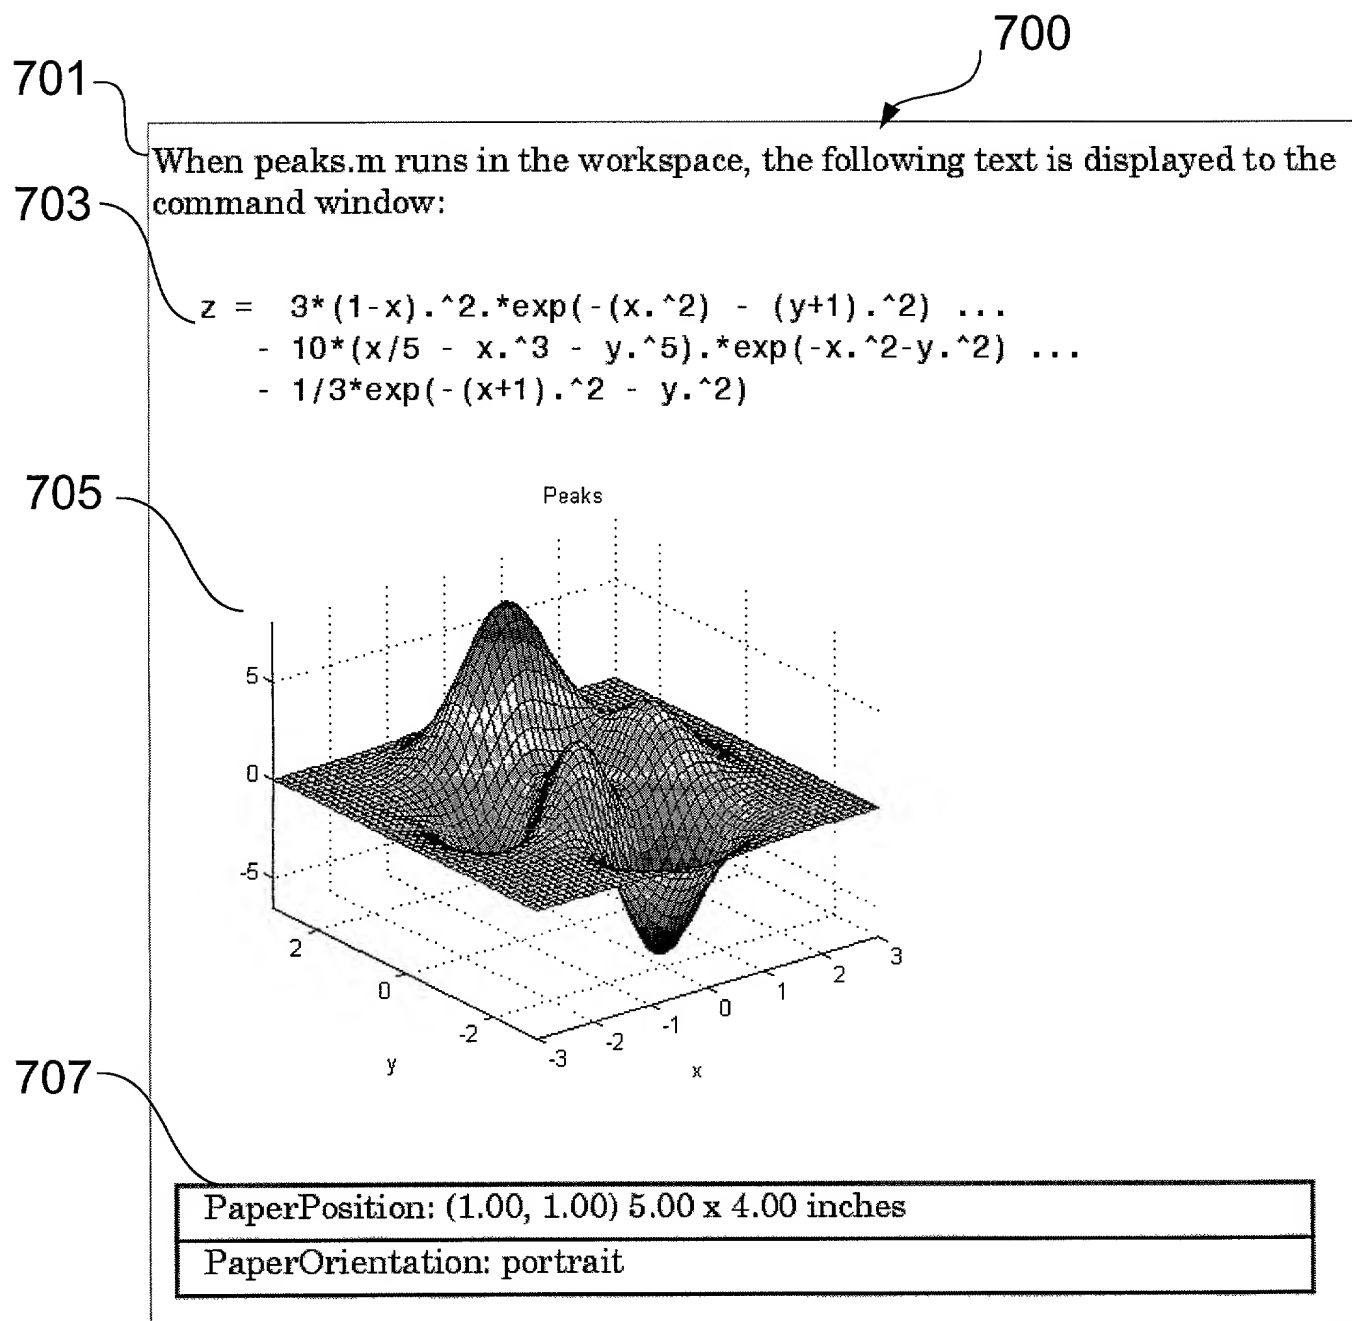 700
701
When peaks.m runs in the workspace, the following text is displayed to the
command window:
703
z =  3*(1-x).^2.*exp(-(x.^2) - (y+1).^2) ...
- 10*(x/5 - x.^3 - y.^5).*exp(-x.^2-y.^2) ...
- 1/3*exp(-(x+1).^2 - y.^2)
705
Peaks
5
0
-5
2
0
-2
y
-3
-2
-1
0
1
2
3
x
707
PaperPosition: (1.00, 1.00) 5.00 x 4.00 inches
PaperOrientation: portrait